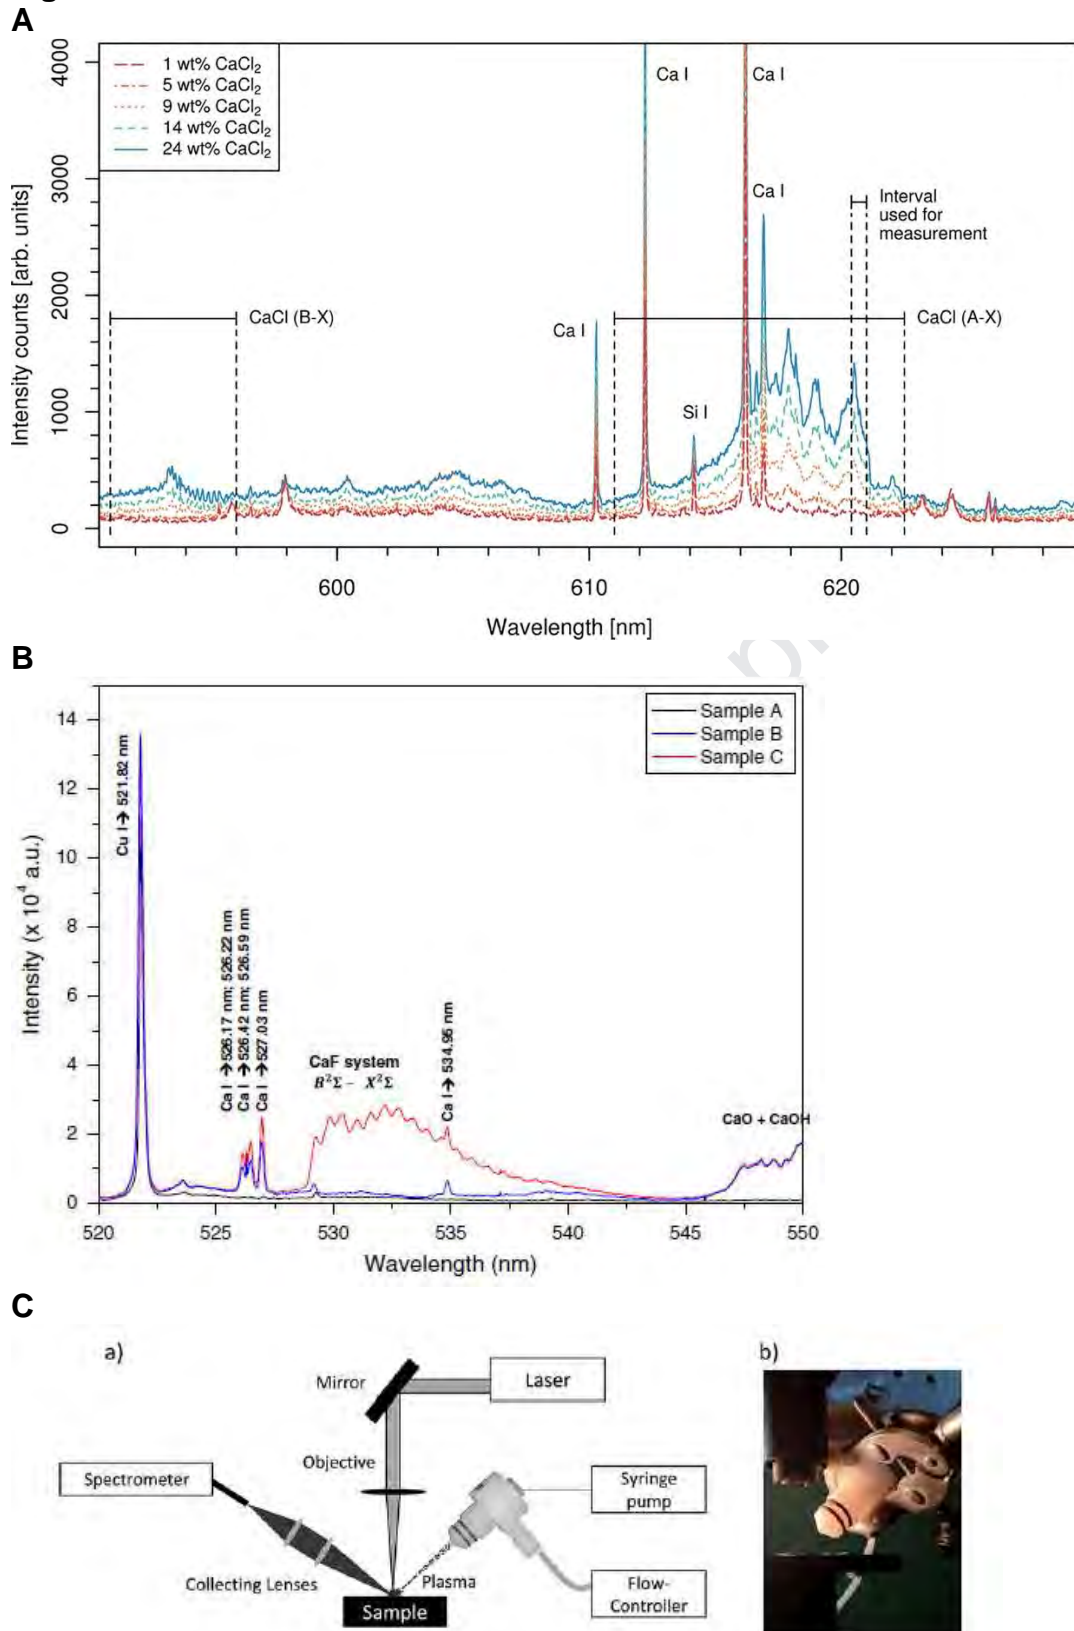 A
4000
3000
2000
1000
0
Intensity counts [arb. units]
1 wt% CaCl2
5 wt% CaCl2
9 wt% CaCl2
14 wt% CaCl2
24 wt% CaCl2
Ca I
Ca I
Ca I
Interval
used for
measurement
CaCl (B-X)
Ca I
CaCl (A-X)
Si I
600
610
620
Wavelength [nm]
B
14
12
10
8
6
4
2
0
Intensity (x 10^4 a.u.)
Sample A
Sample B
Sample C
Cu I➔ 521.82 nm
Ca I ➔526.17 nm; 526.22 nm
Ca I ➔526.42 nm; 526.59 nm
Ca I ➔527.03 nm
CaF system
B²Σ – X²Σ
Ca I➔ 534.95 nm
CaO + CaOH
520
525
530
535
540
545
550
Wavelength (nm)
C
a)
b)
Mirror
Laser
Objective
Spectrometer
Syringe
pump
Collecting Lenses
Plasma
Sample
Flow-
Controller